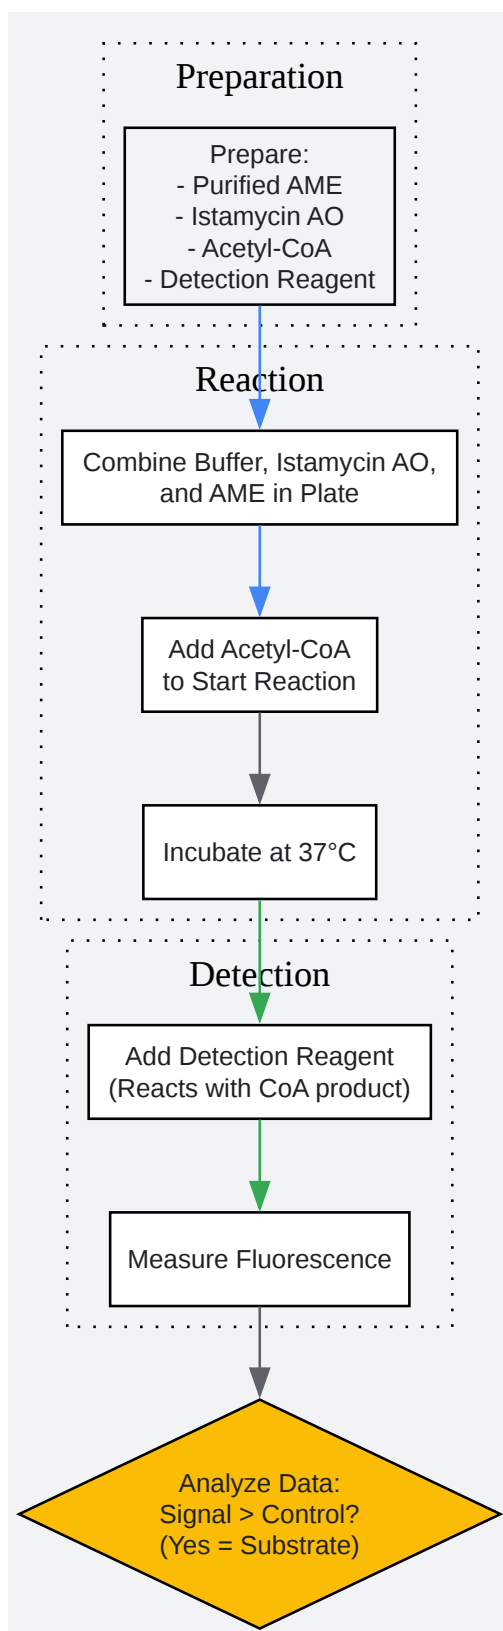 Preparation
Prepare:
- Purified AME
- Istamycin AO
- Acetyl-CoA
- Detection Reagent
Reaction
Combine Buffer, Istamycin AO,
and AME in Plate
Add Acetyl-CoA
to Start Reaction
Incubate at 37°C
Detection
Add Detection Reagent
(Reacts with CoA product)
Measure Fluorescence
Analyze Data:
Signal > Control?
(Yes = Substrate)